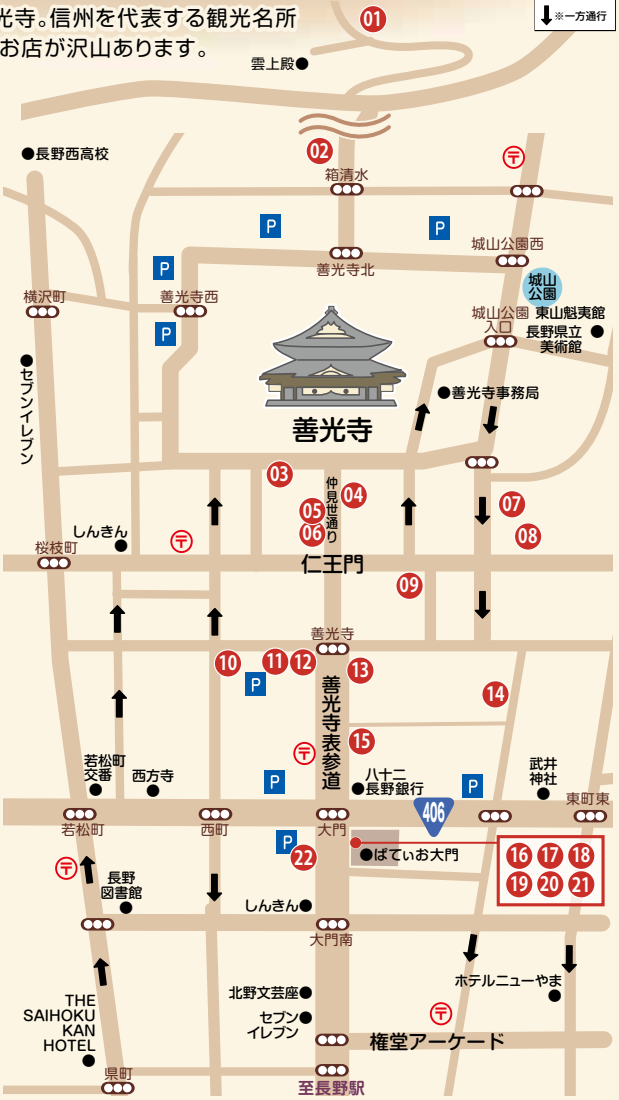 光寺。信州を代表する観光名所
お店が沢山あります。
※一方通行
01
雲上殿
長野西高校
02
〒
箱清水
P
P
城山公園西
善光寺北
P
城山
公園
横沢町
善光寺西
城山公園
入口
東山魁夷館
長野県立
美術館
P
セブンイレブン
善光寺事務局
善光寺
03
仲見世通り
04
05
06
07
08
しんきん
〒
桜枝町
仁王門
09
善光寺
10
11
12
13
P
14
善光寺表参道
15
〒
若松町
交番
西方寺
P
八十二
長野銀行
P
武井
神社
東町東
406
若松町
西町
大門
P
22
ぱてぃお大門
16 17 18
19 20 21
〒
長野
図書館
しんきん
大門南
北野文芸座
ホテルニューやま
THE
SAIHOKU
KAN
HOTEL
セブン
イレブン
〒
権堂アーケード
県町
至長野駅